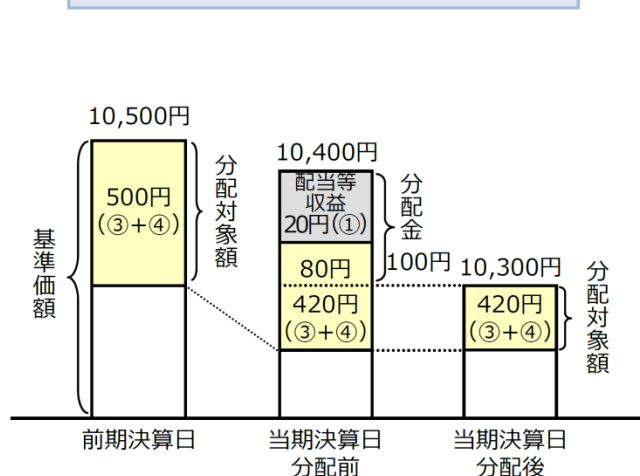 10,500円
500円
(③+④)
分配対象額
基準価額
前期決算日
10,400円
配当等
収益
20円(①)
80円
420円
(③+④)
分配金
100円
当期決算日
分配前
10,300円
420円
(③+④)
分配対象額
当期決算日
分配後